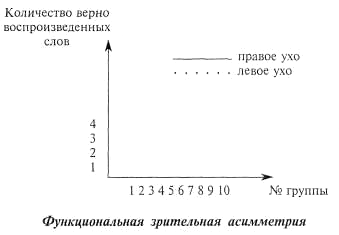 Количество верно
воспроизведенных
слов
правое ухо
левое ухо
4
3
2
1
1 2 3 4 5 6 7 8 9 10 № группы
Функциональная зрительная асимметрия